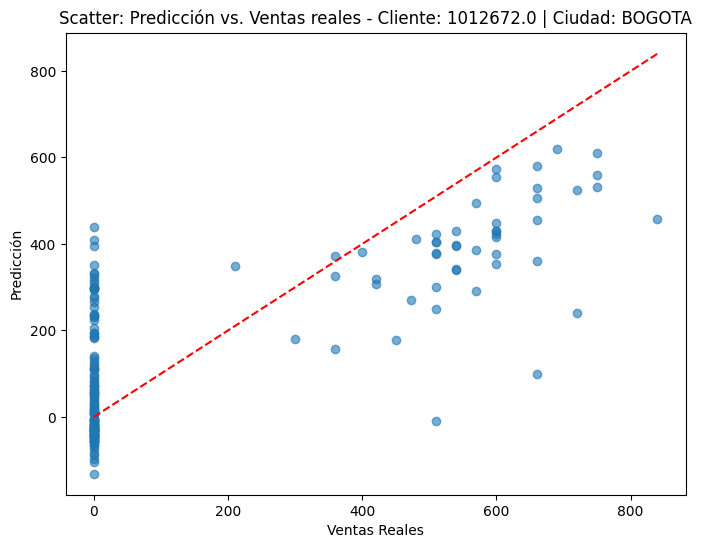 Scatter: Predicción vs. Ventas reales - Cliente: 1012672.0 | Ciudad: BOGOTA
800
600
400
200
0
Predicción
0 200 400 600 800
Ventas Reales